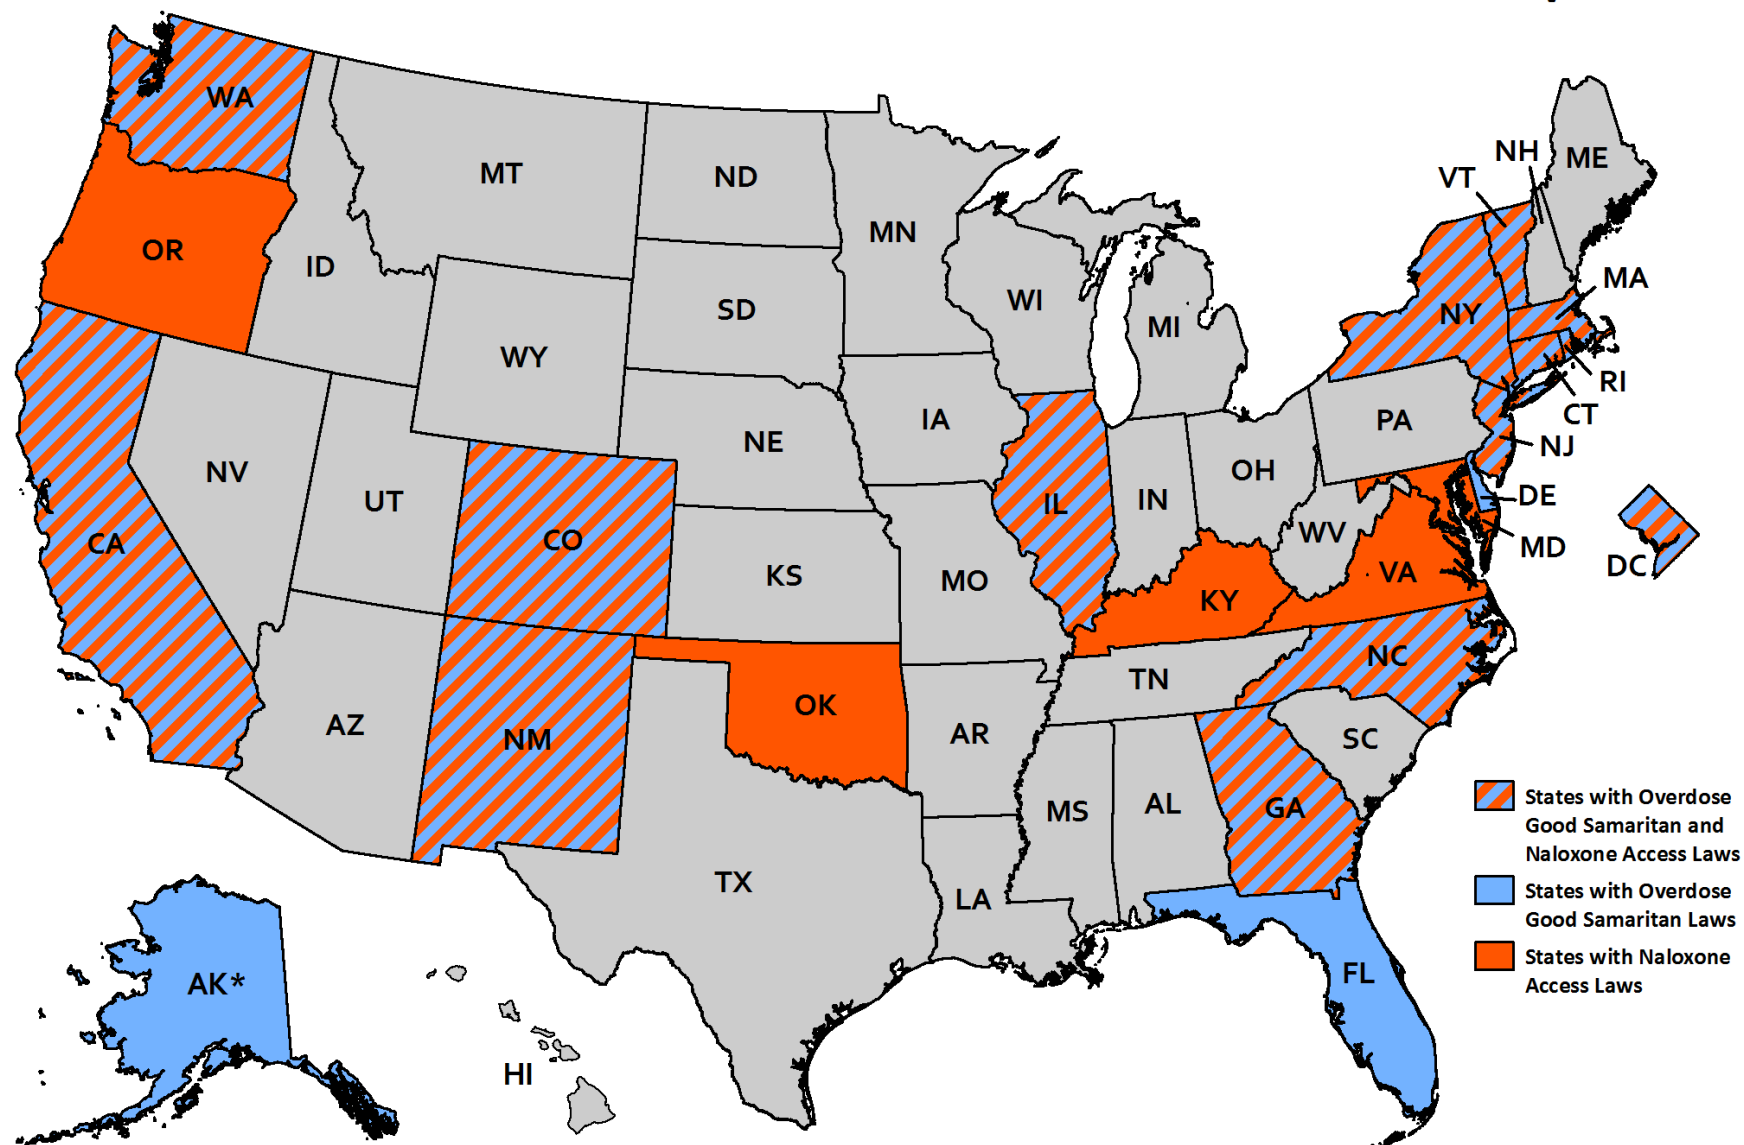 WA
MT
ND
MN
NH
ME
VT
OR
ID
SD
WI
MI
NY
MA
WY
RI
CT
NE
IA
PA
NJ
NV
UT
CO
IL
IN
OH
DE
CA
KS
MO
WV
MD
DC
KY
VA
AZ
NM
OK
AR
TN
NC
SC
MS
AL
GA
TX
LA
FL
AK*
HI
States with Overdose
Good Samaritan and
Naloxone Access Laws
States with Overdose
Good Samaritan Laws
States with Naloxone
Access Laws